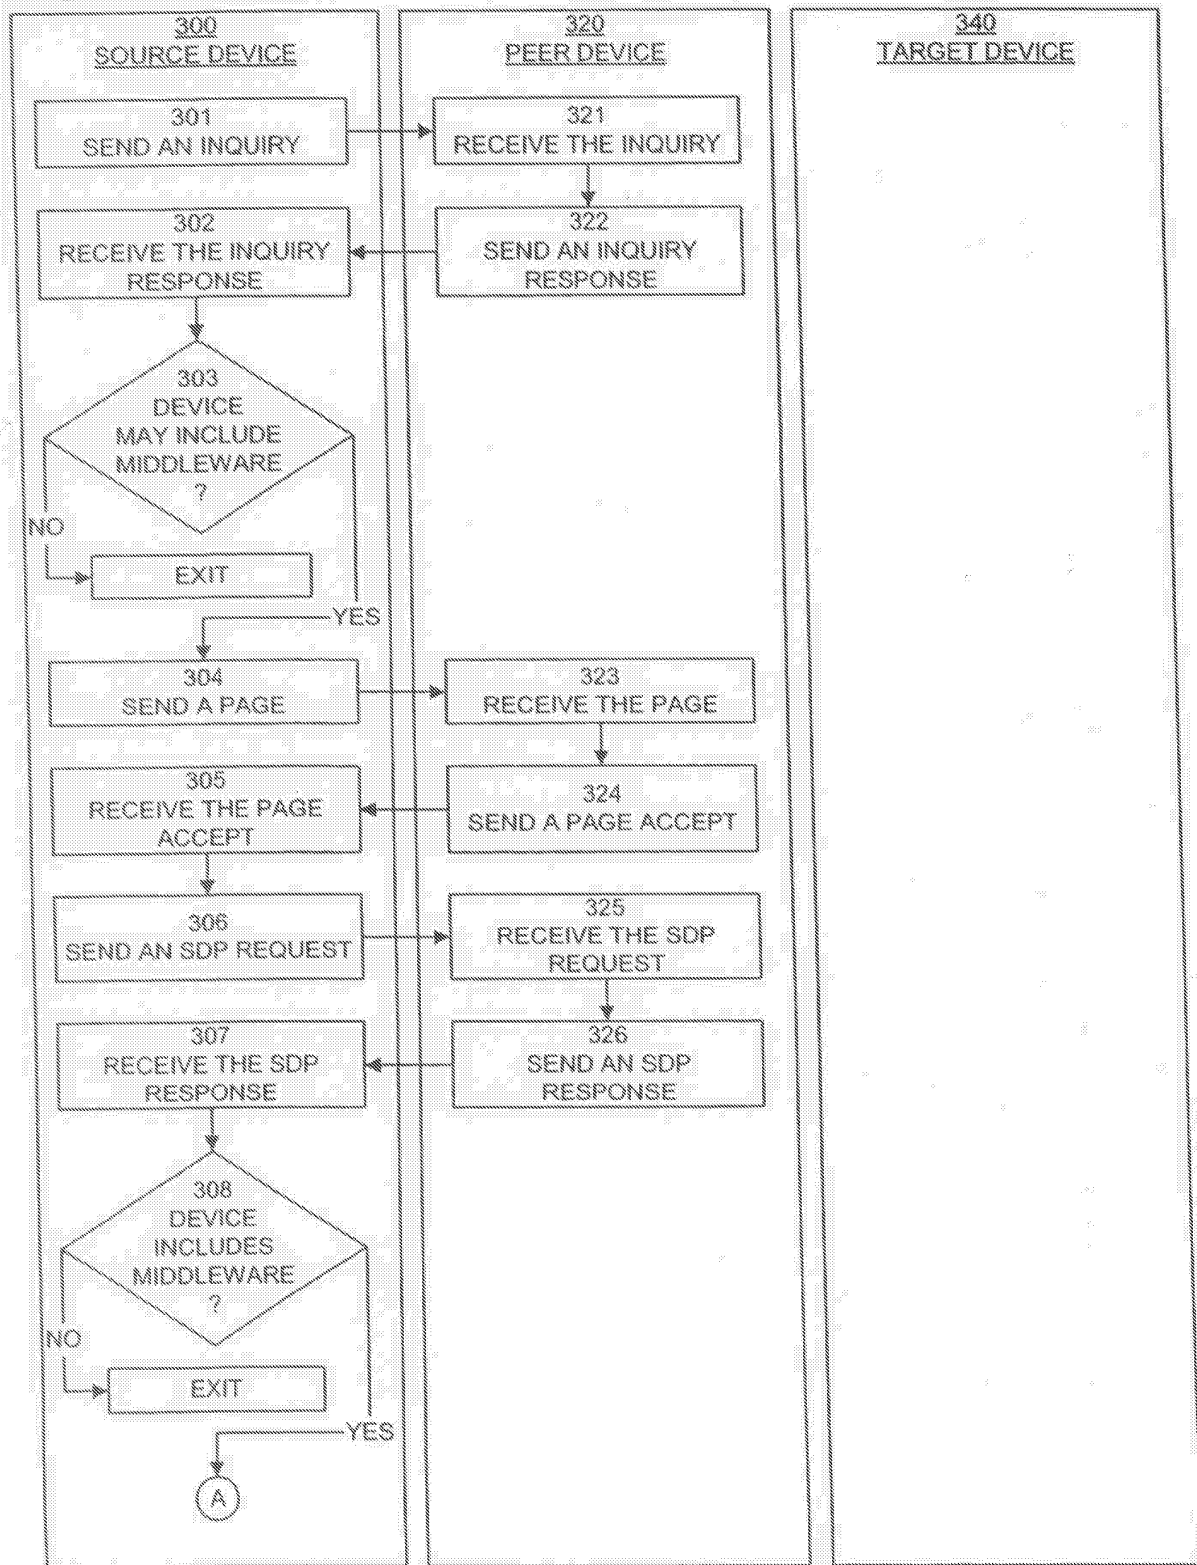 300
SOURCE DEVICE
320
PEER DEVICE
340
TARGET DEVICE
301
SEND AN INQUIRY
321
RECEIVE THE INQUIRY
302
RECEIVE THE INQUIRY
RESPONSE
322
SEND AN INQUIRY
RESPONSE
303
DEVICE
MAY INCLUDE
MIDDLEWARE
?
NO
EXIT
YES
304
SEND A PAGE
323
RECEIVE THE PAGE
305
RECEIVE THE PAGE
ACCEPT
324
SEND A PAGE ACCEPT
306
SEND AN SDP REQUEST
325
RECEIVE THE SDP
REQUEST
307
RECEIVE THE SDP
RESPONSE
326
SEND AN SDP
RESPONSE
308
DEVICE
INCLUDES
MIDDLEWARE
?
NO
EXIT
YES
A